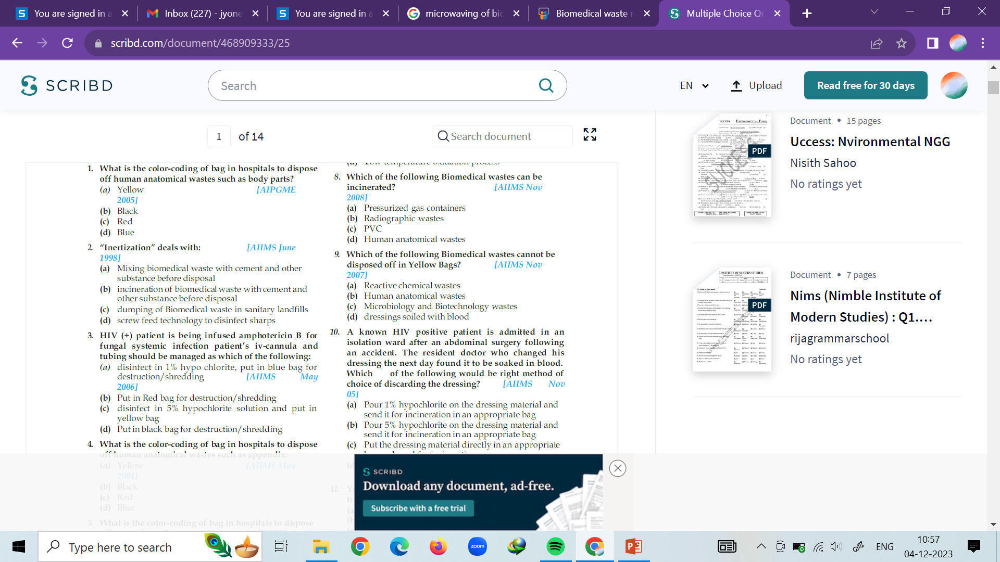 You are signed in a
Inbox (227) - jyone
You are signed in a
microwaving of bio
Biomedical waste r
Multiple Choice Qu
scribd.com/document/468909333/25
SCRIBD
Search
EN
Upload
Read free for 30 days
1 of 14
Search document
1. What is the color-coding of bag in hospitals to dispose
off human anatomical wastes such as body parts?
(a) Yellow [AIPGME
2005]
(b) Black
(c) Red
(d) Blue
2. “Inertization” deals with: [AIIMS June
1998]
(a) Mixing biomedical waste with cement and other
substance before disposal
(b) incineration of biomedical waste with cement and
other substance before disposal
(c) dumping of Biomedical waste in sanitary landfills
(d) screw feed technology to disinfect sharps
3. HIV (+) patient is being infused amphotericin B for
fungal systemic infection patient’s iv-cannula and
tubing should be managed as which of the following:
(a) disinfect in 1% hypo chlorite, put in blue bag for
destruction/shredding [AIIMS May
2006]
(b) Put in Red bag for destruction/shredding
(c) disinfect in 5% hypochlorite solution and put in
yellow bag
(d) Put in black bag for destruction/shredding
4. What is the color-coding of bag in hospitals to dispose
off human anatomical wastes such as appendix:
(a) Yellow [AIIMS May
2004]
(b) Black
(c) Red
(d) Blue
5. What is the color-coding of bag in hospitals to dispose
(d) Low temperature oxidation process
8. Which of the following Biomedical wastes can be
incinerated? [AIIMS Nov
2008]
(a) Pressurized gas containers
(b) Radiographic wastes
(c) PVC
(d) Human anatomical wastes
9. Which of the following Biomedical wastes cannot be
disposed off in Yellow Bags? [AIIMS Nov
2007]
(a) Reactive chemical wastes
(b) Human anatomical wastes
(c) Microbiology and Biotechnology wastes
(d) dressings soiled with blood
10. A known HIV positive patient is admitted in an
isolation ward after an abdominal surgery following
an accident. The resident doctor who changed his
dressing the next day found it to be soaked in blood.
Which of the following would be right method of
choice of discarding the dressing? [AIIMS Nov
05]
(a) Pour 1% hypochlorite on the dressing material and
send it for incineration in an appropriate bag
(b) Pour 5% hypochlorite on the dressing material and
send it for incineration in an appropriate bag
(c) Put the dressing material directly in an appropriate
11.
SCRIBD
Download any document, ad-free.
Subscribe with a free trial
PDF
Document • 15 pages
Uccess: Nvironmental NGG
Nisith Sahoo
No ratings yet
PDF
Document • 7 pages
Nims (Nimble Institute of
Modern Studies) : Q1....
rijagrammarschool
No ratings yet
Type here to search
zoom
ENG
10:57
04-12-2023